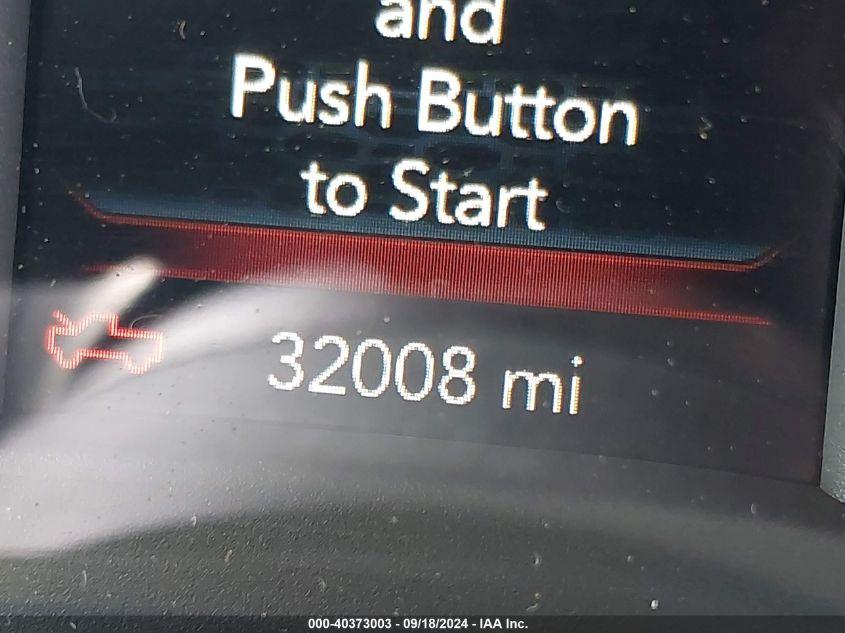 and
Push Button
to Start
32008 mi
000-40373003 - 09/18/2024 - IAA Inc.